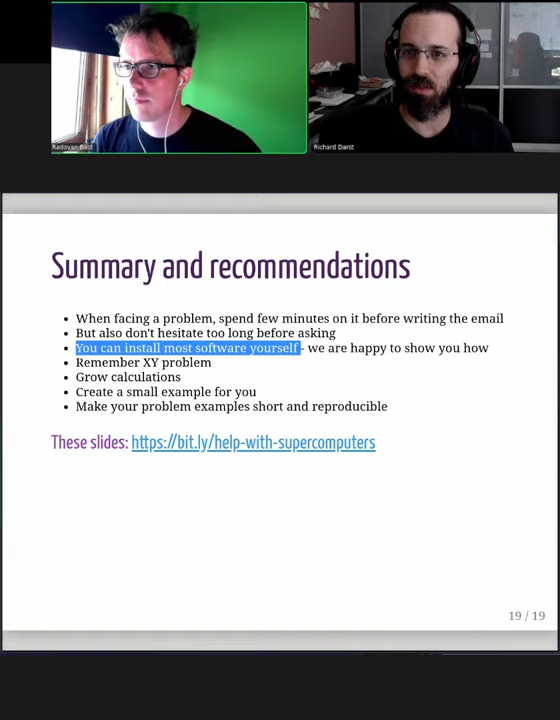 Radovan Bast
Richard Darst
Summary and recommendations
When facing a problem, spend few minutes on it before writing the email
But also don't hesitate too long before asking
You can install most software yourself - we are happy to show you how
Remember XY problem
Grow calculations
Create a small example for you
Make your problem examples short and reproducible
These slides: https://bit.ly/help-with-supercomputers
19 / 19